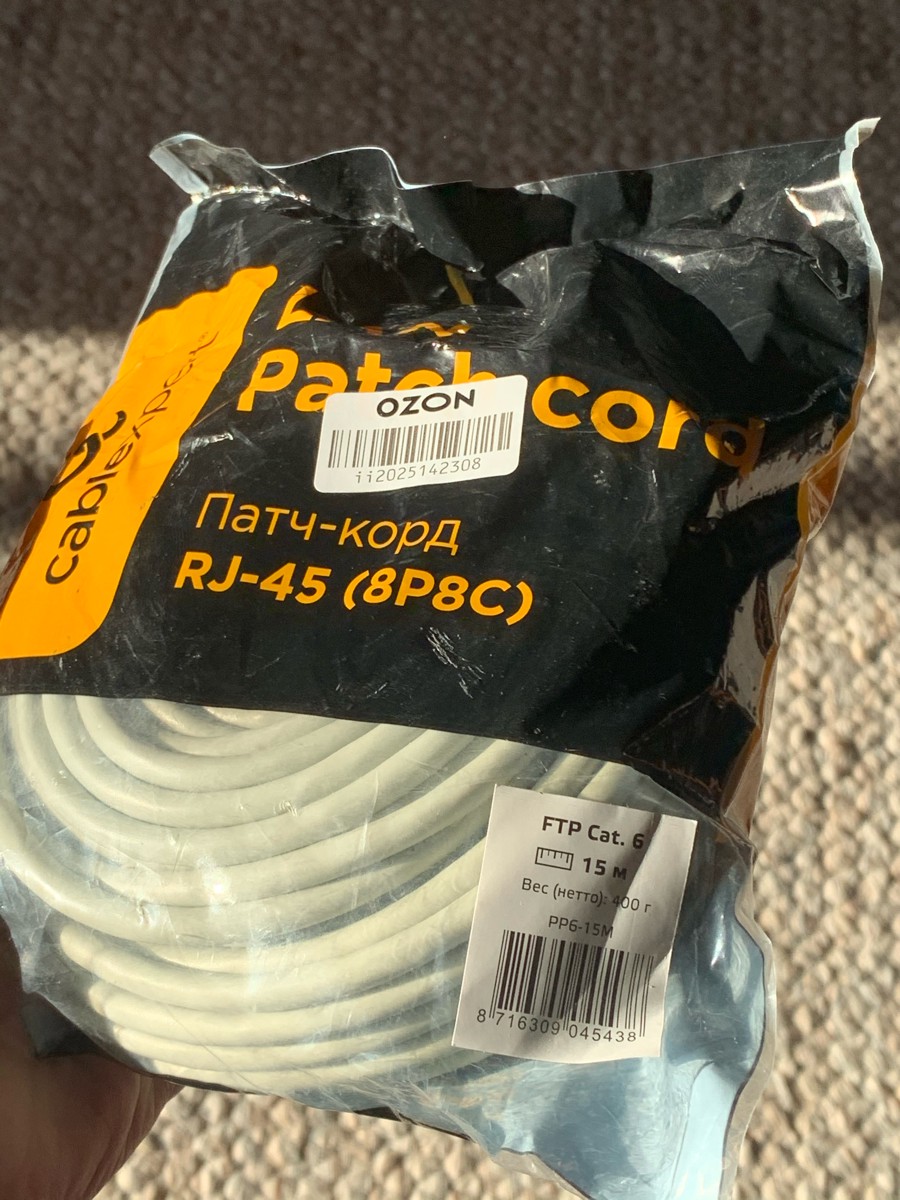 Patch cord
OZON
ii2025142308
cablexpert
Патч-корд
RJ-45 (8P8C)
FTP Cat. 6
15 м
Вес (нетто): 400 г
PP6-15M
8 716309 045438